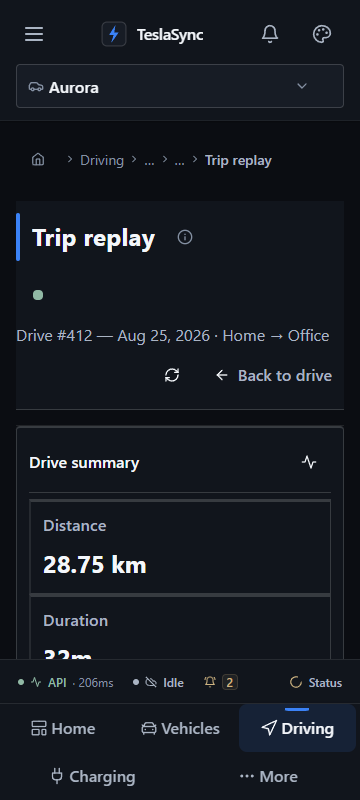 TeslaSync
Aurora
Driving > ... > ... > Trip replay
Trip replay
Drive #412 — Aug 25, 2026 · Home → Office
Back to drive
Drive summary
Distance
28.75 km
Duration
32m
API · 206ms Idle 2 Status
Home Vehicles Driving
Charging ··· More